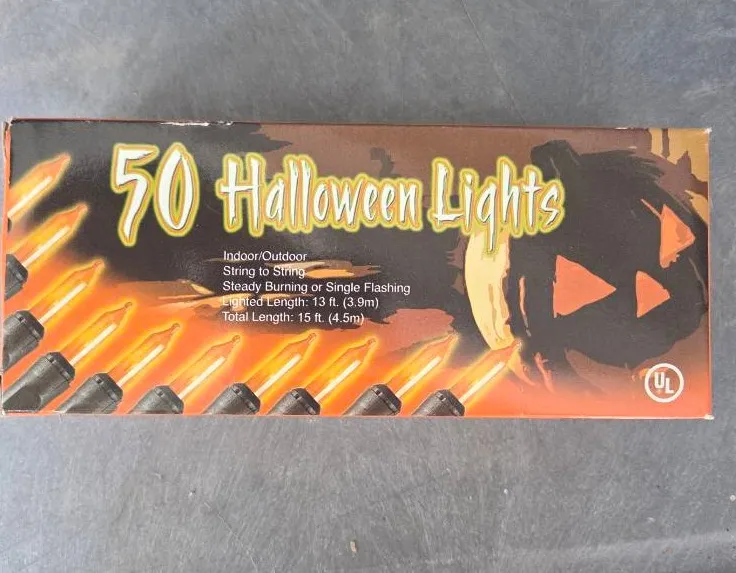 50 Halloween Lights
Indoor/Outdoor
String to String
Steady Burning or Single Flashing
Lighted Length: 13 ft. (3.9m)
Total Length: 15 ft. (4.5m)
UL